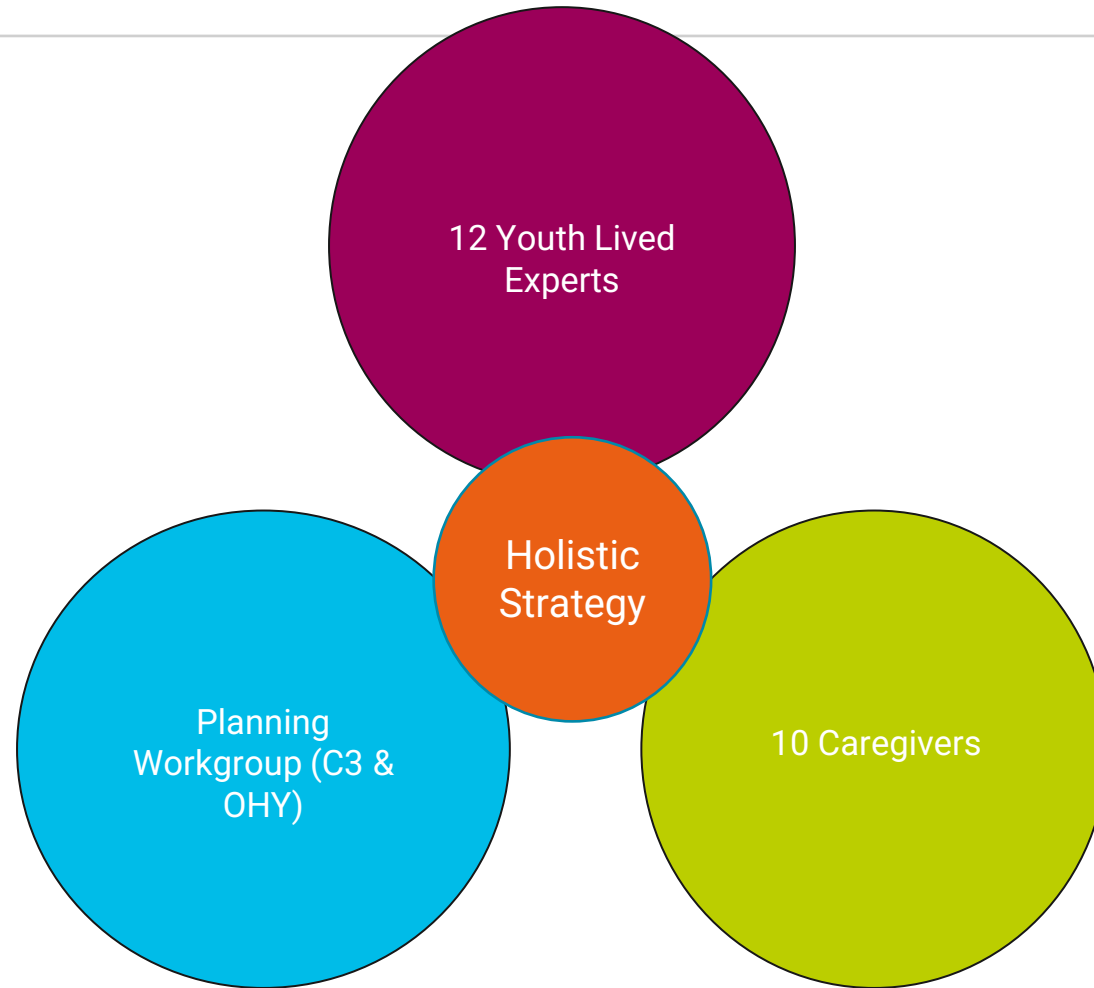 12 Youth Lived
Experts
Holistic
Strategy
Planning
Workgroup (C3 &
OHY)
10 Caregivers